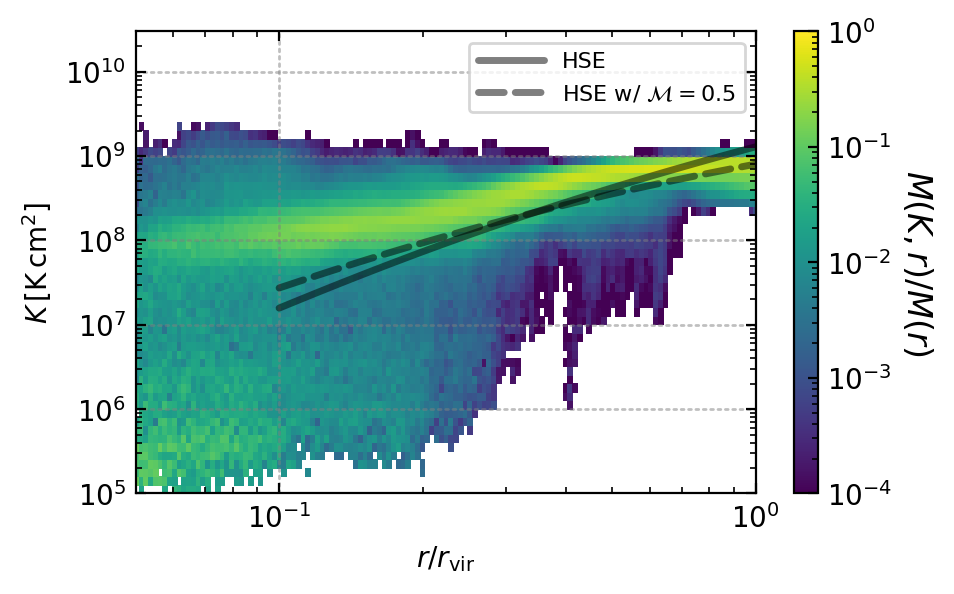 HSE
HSE w/ ℳ = 0.5
10¹⁰
10⁹
10⁸
10⁷
10⁶
10⁵
K [K cm²]
10⁻¹
10⁰
r/r_vir
10⁰
10⁻¹
10⁻²
10⁻³
10⁻⁴
M(K, r)/M(r)